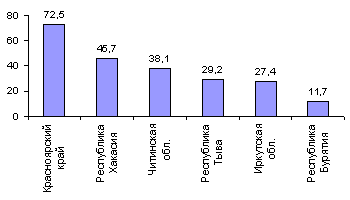 80
60
40
20
0
72,5
45,7
38,1
29,2
27,4
11,7
Красноярский
край
Республика
Хакасия
Читинская
обл.
Республика
Тыва
Иркутская
обл.
Республика
Бурятия